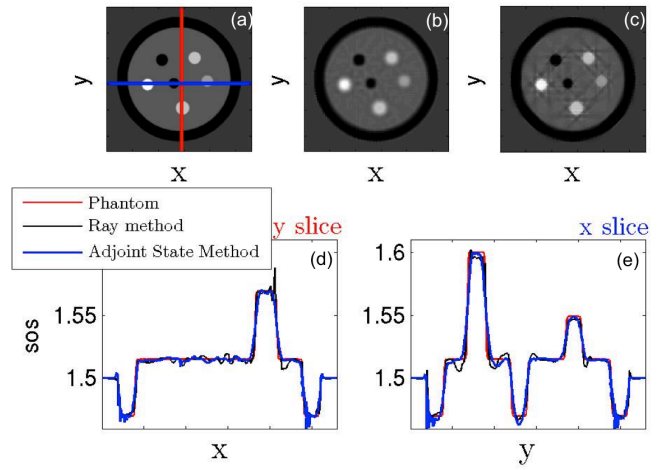 (a)
(b)
(c)
y
y
y
x
x
x
Phantom
Ray method
Adjoint State Method
y slice
x slice
(d)
(e)
1.6
1.55
1.55
1.5
1.5
sos
x
y